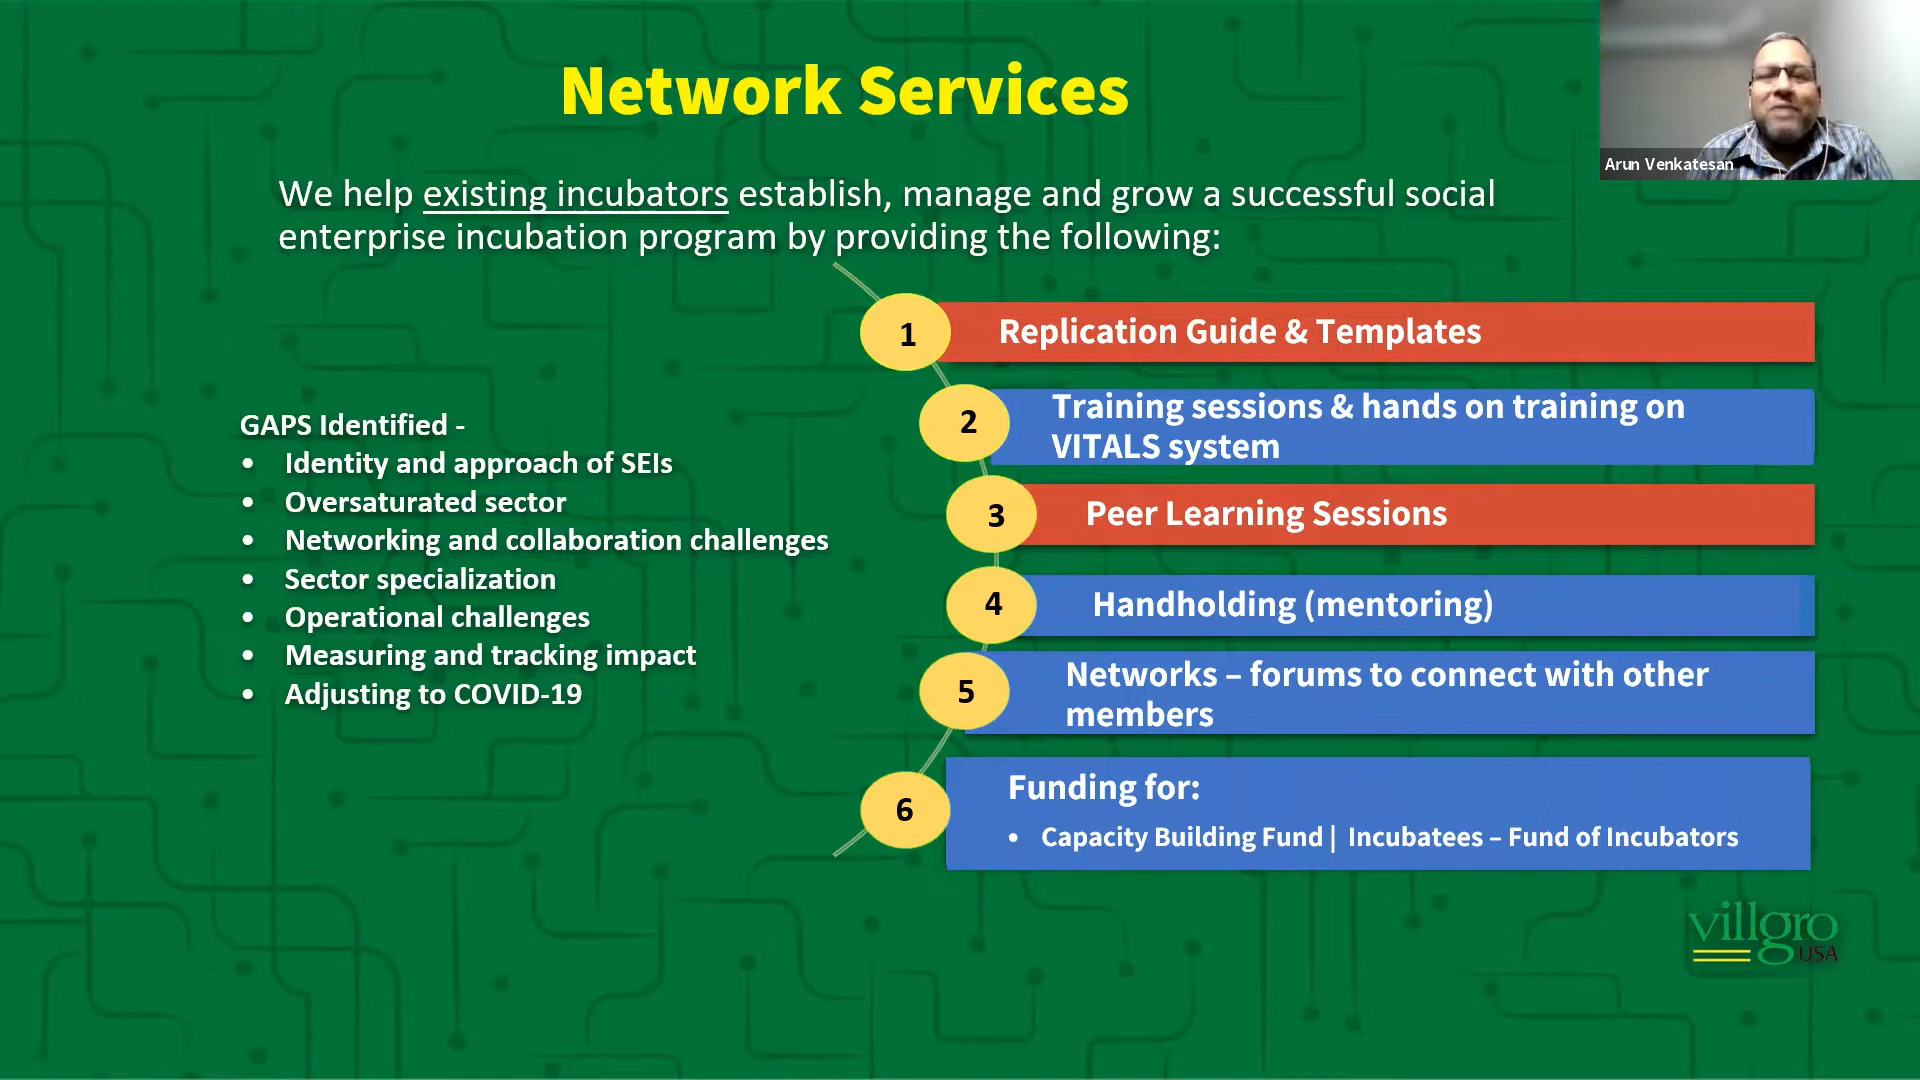 Network Services
Arun Venkatesan
We help existing incubators establish, manage and grow a successful social
enterprise incubation program by providing the following:
GAPS Identified -
• Identity and approach of SEIs
• Oversaturated sector
• Networking and collaboration challenges
• Sector specialization
• Operational challenges
• Measuring and tracking impact
• Adjusting to COVID-19
1 Replication Guide & Templates
2 Training sessions & hands on training on
VITALS system
3 Peer Learning Sessions
4 Handholding (mentoring)
5 Networks – forums to connect with other
members
6 Funding for:
• Capacity Building Fund | Incubatees – Fund of Incubators
villgro
USA